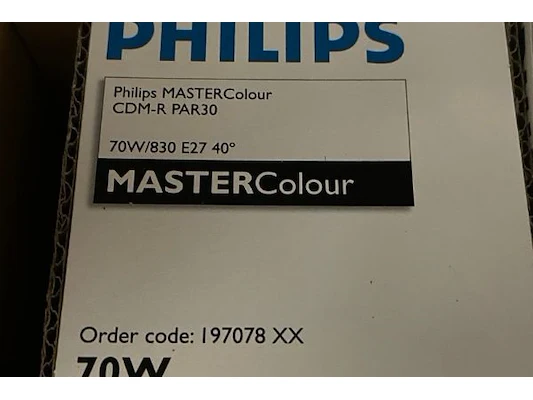 PHILIPS
Philips MASTERColour
CDM-R PAR30
70W/830 E27 40°
MASTERColour
Order code: 197078 XX
70W